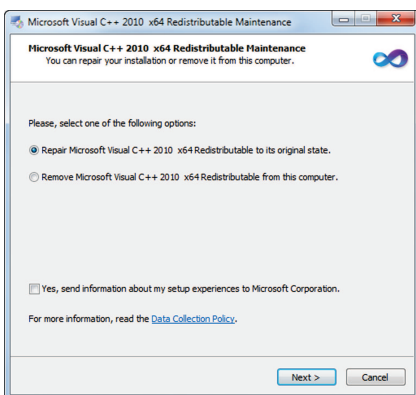 Microsoft Visual C++ 2010  x64 Redistributable Maintenance
Microsoft Visual C++ 2010  x64 Redistributable Maintenance
You can repair your installation or remove it from this computer.
Please, select one of the following options:
Repair Microsoft Visual C++ 2010  x64 Redistributable to its original state.
Remove Microsoft Visual C++ 2010  x64 Redistributable from this computer.
Yes, send information about my setup experiences to Microsoft Corporation.
For more information, read the Data Collection Policy.
Next > Cancel